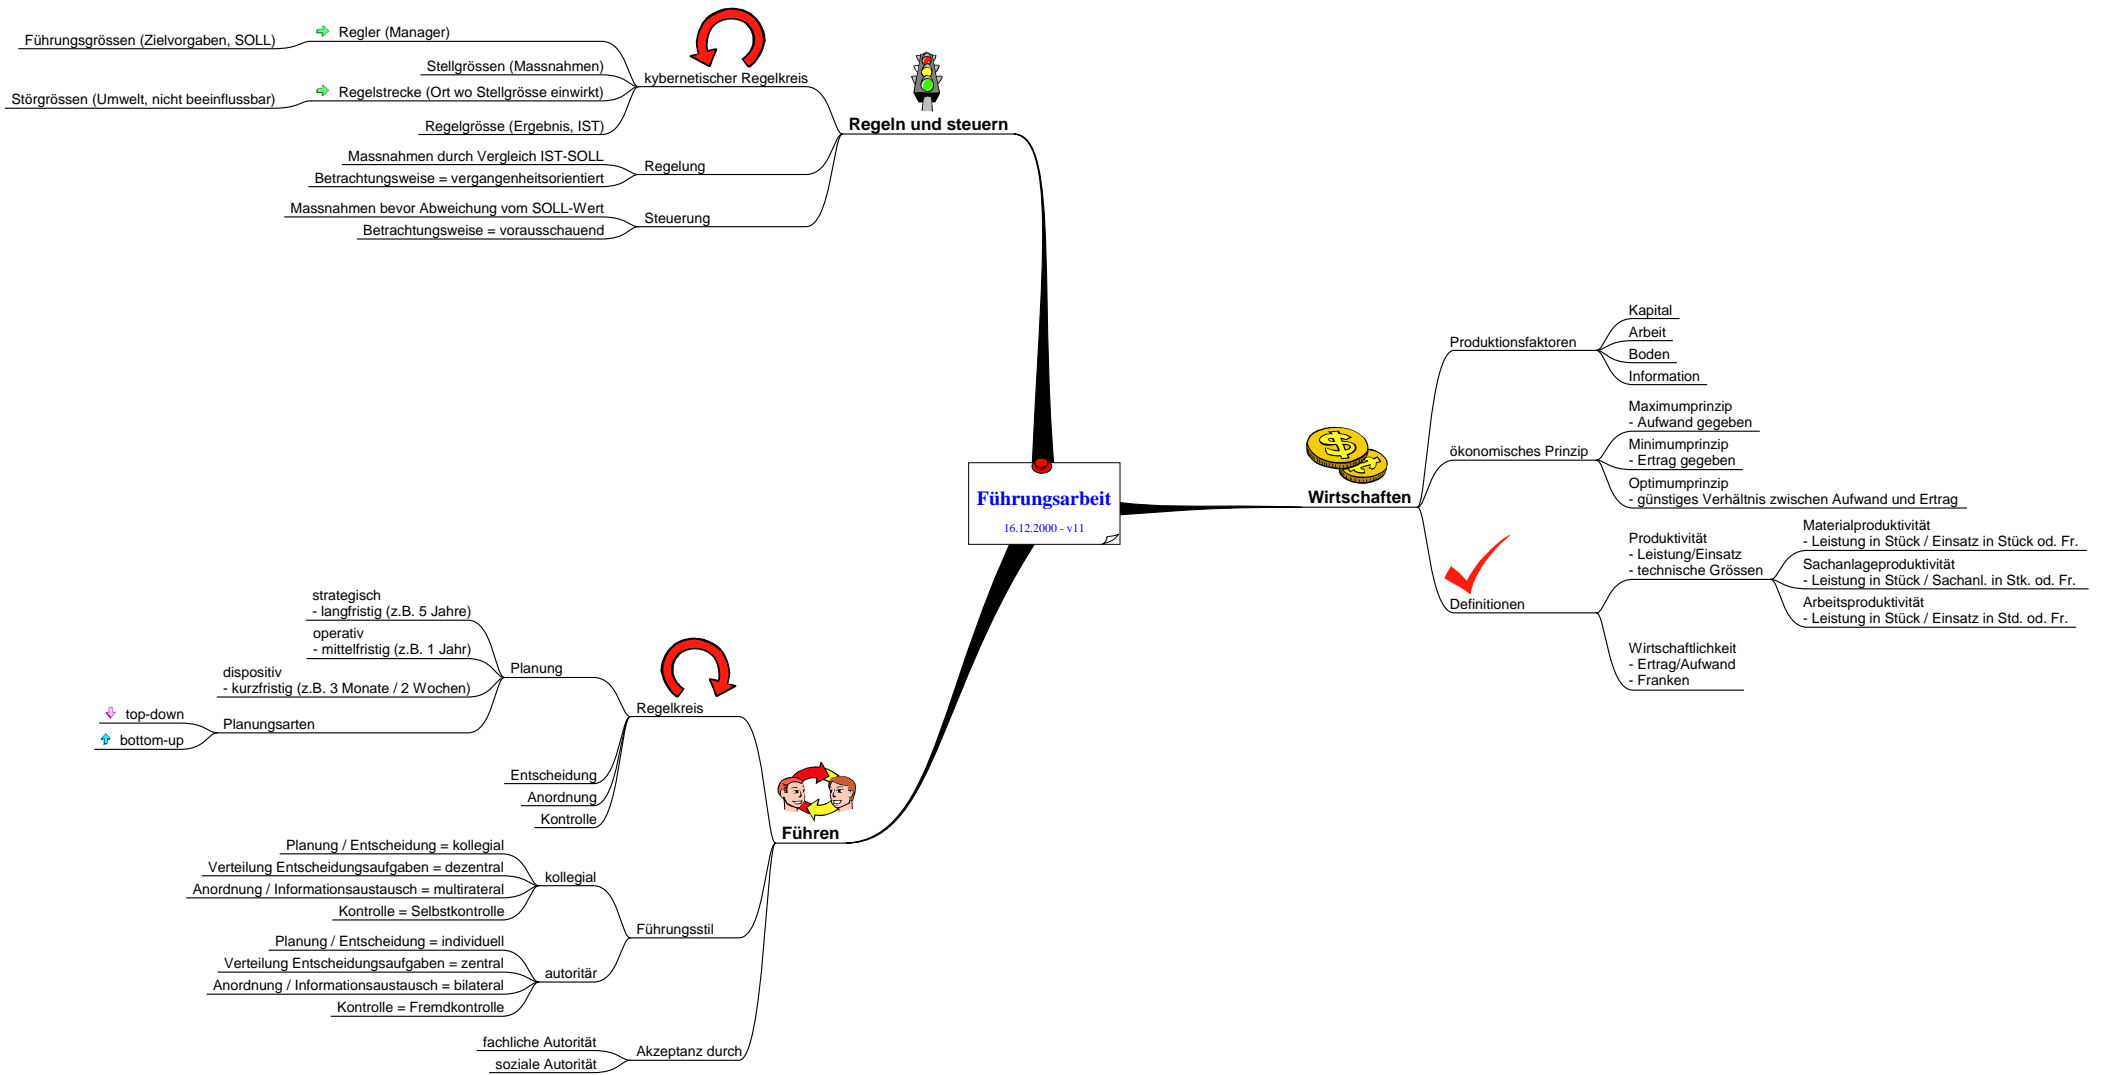 Führungsarbeit
16.12.2000 - v11
Regeln und steuern
kybernetischer Regelkreis
Regler (Manager)
Führungsgrössen (Zielvorgaben, SOLL)
Stellgrössen (Massnahmen)
Regelstrecke (Ort wo Stellgrösse einwirkt)
Störgrössen (Umwelt, nicht beeinflussbar)
Regelgrösse (Ergebnis, IST)
Regelung
Massnahmen durch Vergleich IST-SOLL
Betrachtungsweise = vergangenheitsorientiert
Steuerung
Massnahmen bevor Abweichung vom SOLL-Wert
Betrachtungsweise = vorausschauend
Wirtschaften
Produktionsfaktoren
Kapital
Arbeit
Boden
Information
ökonomisches Prinzip
Maximumprinzip
- Aufwand gegeben
Minimumprinzip
- Ertrag gegeben
Optimumprinzip
- günstiges Verhältnis zwischen Aufwand und Ertrag
Definitionen
Produktivität
- Leistung/Einsatz
- technische Grössen
Materialproduktivität
- Leistung in Stück / Einsatz in Stück od. Fr.
Sachanlageproduktivität
- Leistung in Stück / Sachanl. in Stk. od. Fr.
Arbeitsproduktivität
- Leistung in Stück / Einsatz in Std. od. Fr.
Wirtschaftlichkeit
- Ertrag/Aufwand
- Franken
Führen
Regelkreis
Planung
strategisch
- langfristig (z.B. 5 Jahre)
operativ
- mittelfristig (z.B. 1 Jahr)
dispositiv
- kurzfristig (z.B. 3 Monate / 2 Wochen)
Planungsarten
top-down
bottom-up
Entscheidung
Anordnung
Kontrolle
Führungsstil
kollegial
Planung / Entscheidung = kollegial
Verteilung Entscheidungsaufgaben = dezentral
Anordnung / Informationsaustausch = multirateral
Kontrolle = Selbstkontrolle
autoritär
Planung / Entscheidung = individuell
Verteilung Entscheidungsaufgaben = zentral
Anordnung / Informationsaustausch = bilateral
Kontrolle = Fremdkontrolle
Akzeptanz durch
fachliche Autorität
soziale Autorität